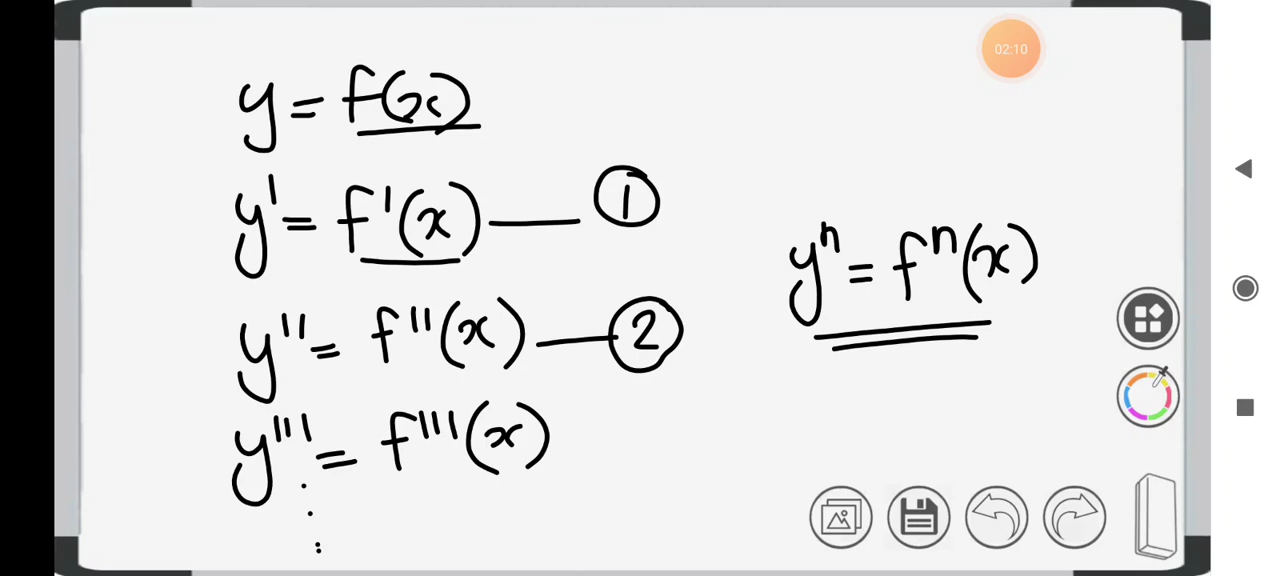 02:10
y = f(x)
y' = f'(x) —— ①
y'' = f''(x) —— ②
y''' = f'''(x)
yⁿ = fⁿ(x)